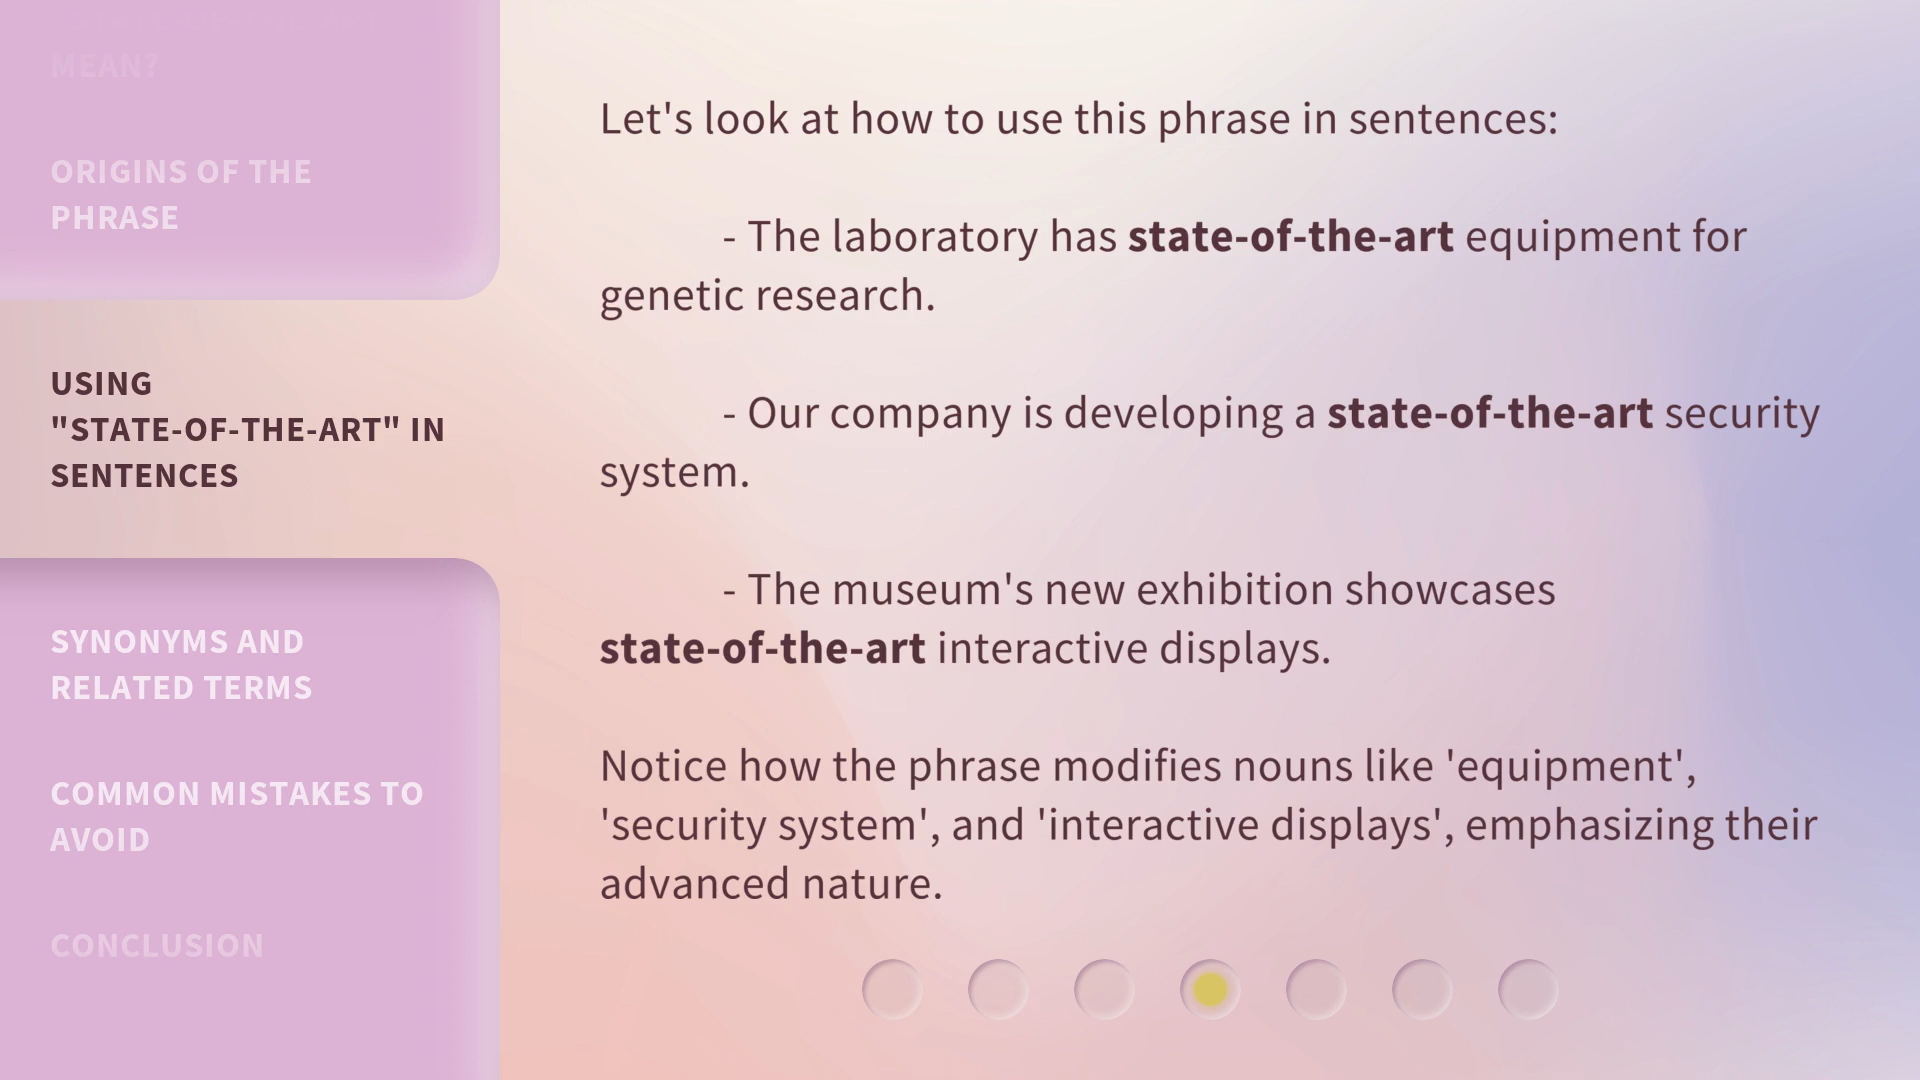 MEAN?
ORIGINS OF THE
PHRASE
USING
"STATE-OF-THE-ART" IN
SENTENCES
SYNONYMS AND
RELATED TERMS
COMMON MISTAKES TO
AVOID
CONCLUSION
Let's look at how to use this phrase in sentences:
- The laboratory has state-of-the-art equipment for
genetic research.
- Our company is developing a state-of-the-art security
system.
- The museum's new exhibition showcases
state-of-the-art interactive displays.
Notice how the phrase modifies nouns like 'equipment',
'security system', and 'interactive displays', emphasizing their
advanced nature.